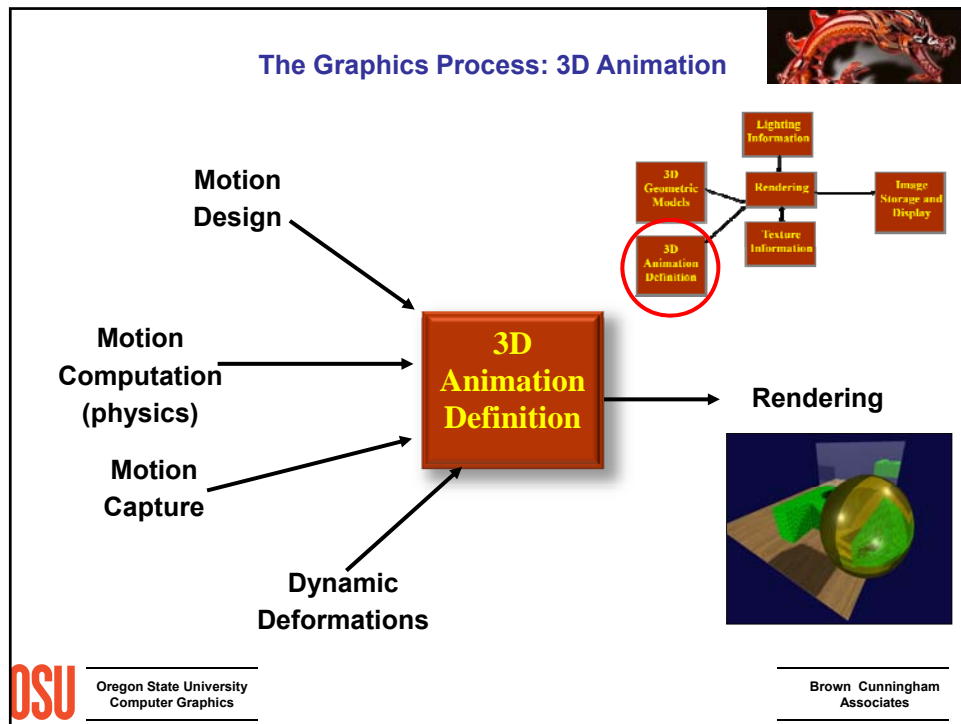 The Graphics Process: 3D Animation
Lighting
Information
3D
Geometric
Models
Rendering
Image
Storage and
Display
3D
Animation
Definition
Texture
Information
Motion
Design
Motion
Computation
(physics)
Motion
Capture
Dynamic
Deformations
3D
Animation
Definition
Rendering
OSU
Oregon State University
Computer Graphics
Brown Cunningham
Associates